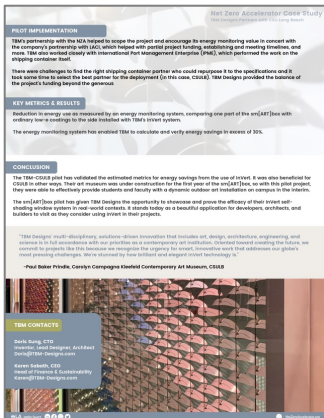 Net Zero Accelerator Case Study
TBM Designs Partners with CSU Long Beach
PILOT IMPLEMENTATION
TBM's partnership with the NZA helped to scope the project and encourage its energy monitoring value in concert with
the company's partnership with LACI, which helped with partial project funding, establishing and meeting timelines, and
more. TBM also worked closely with International Port Management Enterprise (IPME), which performed the work on the
shipping container itself.
There were challenges to find the right shipping container partner who could repurpose it to the specifications and it
took some time to select the best partner for the deployment (in this case, CSULB). TBM Designs provided the balance of
the project's funding beyond the generous
KEY METRICS & RESULTS
Reduction in energy use as measured by an energy monitoring system, comparing one part of the sm[ART]box with
ordinary low-e coatings to the side installed with TBM's InVert system.
The energy monitoring system has enabled TBM to calculate and verify energy savings in excess of 30%.
CONCLUSION
The TBM-CSULB pilot has validated the estimated metrics for energy savings from the use of InVert. It was also beneficial for
CSULB in other ways. Their art museum was under construction for the first year of the sm[ART]box, so with this pilot project,
they were able to effectively provide students and faculty with a dynamic outdoor art installation on campus in the interim.
The sm[ART]box pilot has given TBM Designs the opportunity to showcase and prove the efficacy of their InVert self-
shading window system in real-world contexts. It stands today as a beautiful application for developers, architects, and
builders to visit as they consider using InVert in their projects.
"TBM Designs' multi-disciplinary, solutions-driven innovation that includes art, design, architecture, engineering, and
science is in full accordance with our priorities as a contemporary art institution. Oriented toward creating the future, we
commit to projects like this because we recognize the urgency for smart, innovative work that addresses our globe's
most pressing challenges. We're stunned by how brilliant and elegant InVert technology is."
-Paul Baker Prindle, Carolyn Campagna Kleefeld Contemporary Art Museum, CSULB
TBM CONTACTS
Doris Sung, CTO
Inventor, Lead Designer, Architect
Doris@TBM-Designs.com
Karen Sabath, CEO
Head of Finance & Sustainability
Karen@TBM-Designs.com